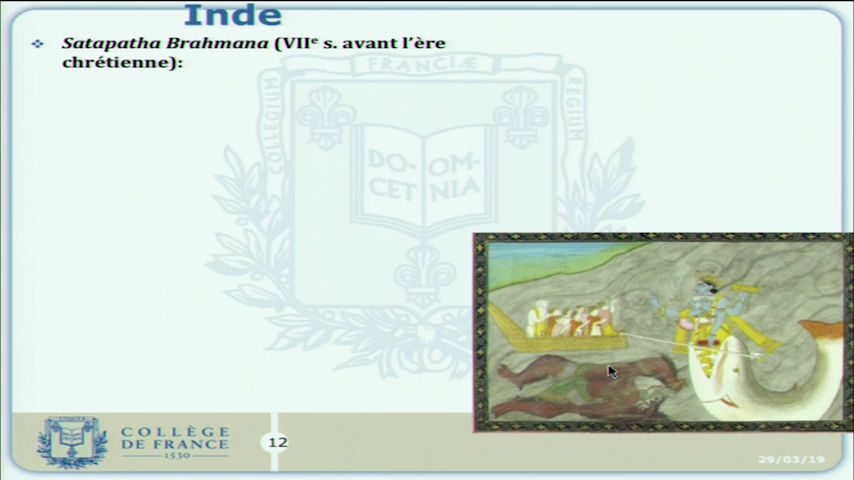 Inde
❖ Satapatha Brahmana (VIIᵉ s. avant l'ère
chrétienne):
COLLEGIUM
FRANCIÆ
REGIUM
DO- OM-
CET NIA
COLLÈGE
DE FRANCE
1530
12
29/03/19